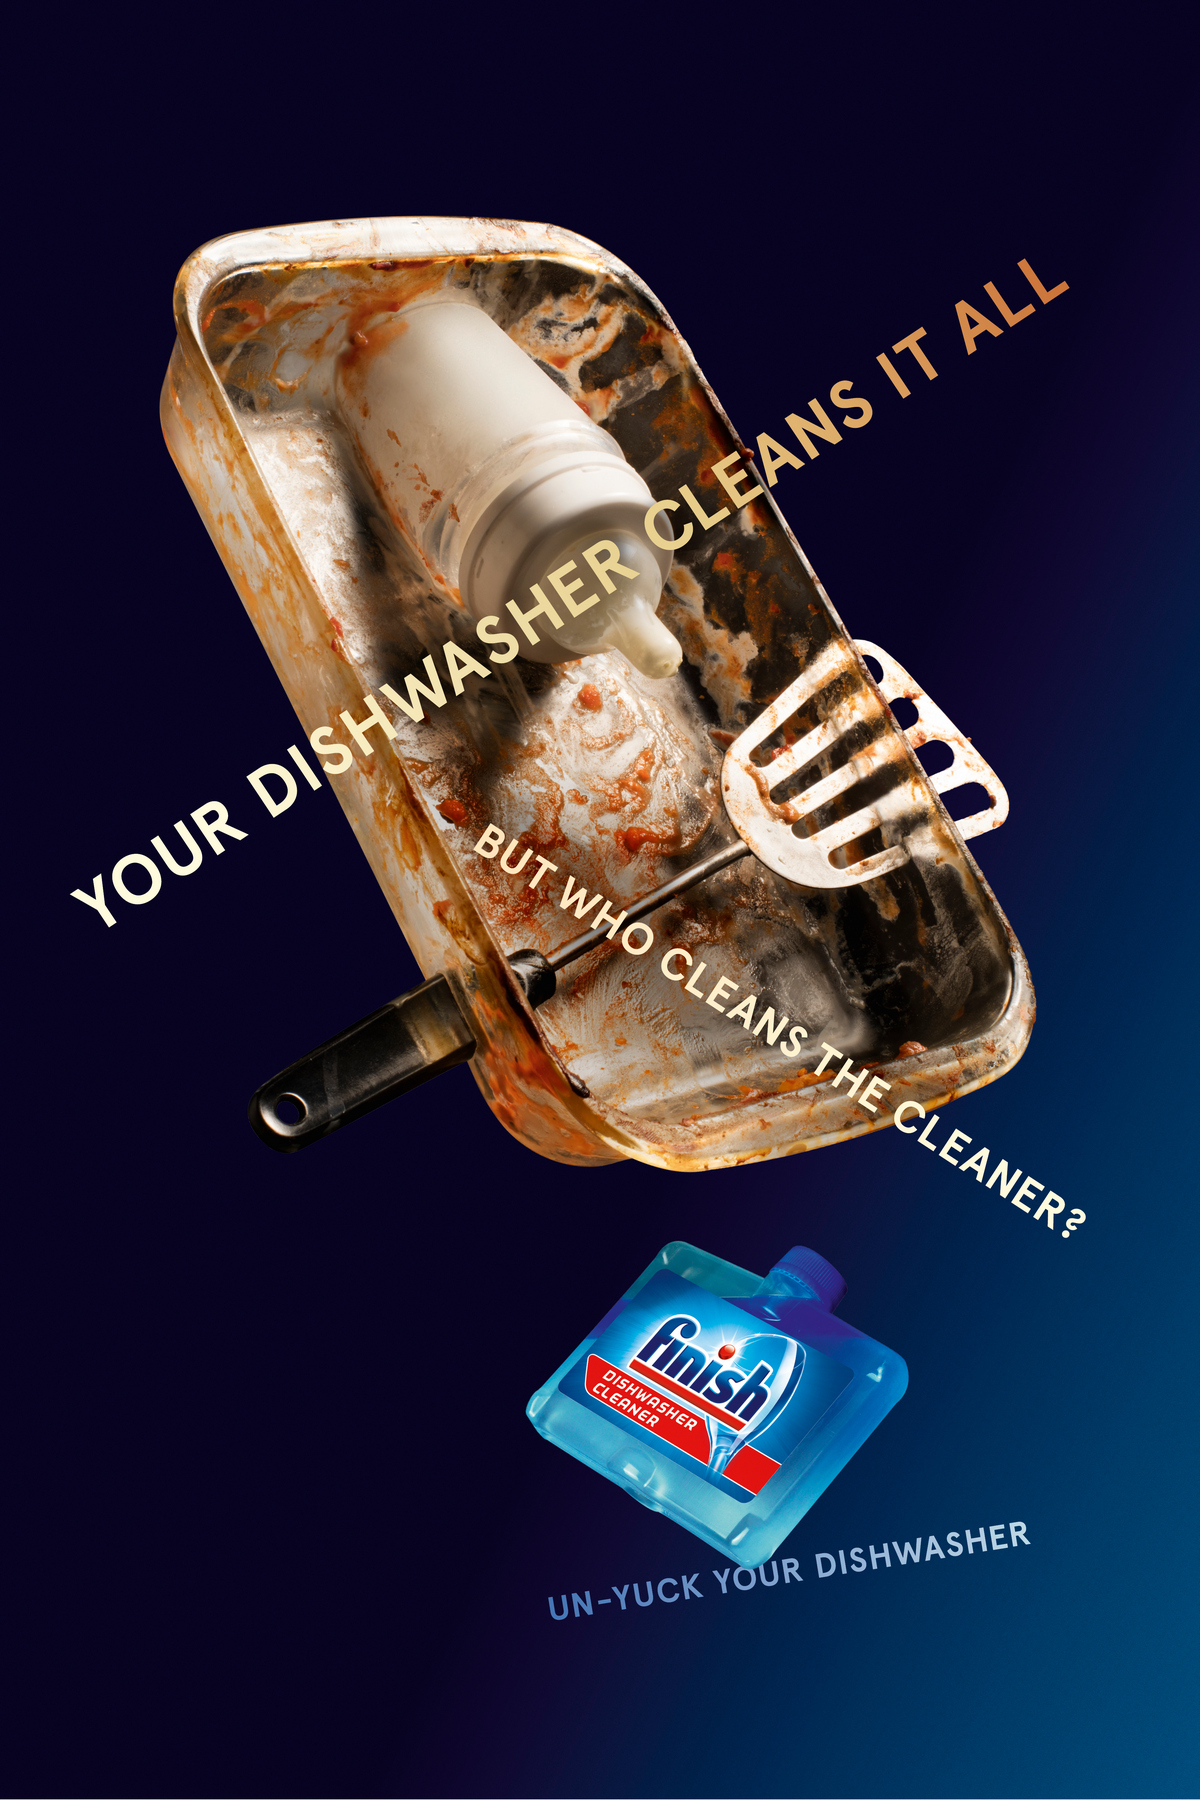 YOUR DISHWASHER CLEANS IT ALL
BUT WHO CLEANS THE CLEANER?
finish
DISHWASHER
CLEANER
UN-YUCK YOUR DISHWASHER